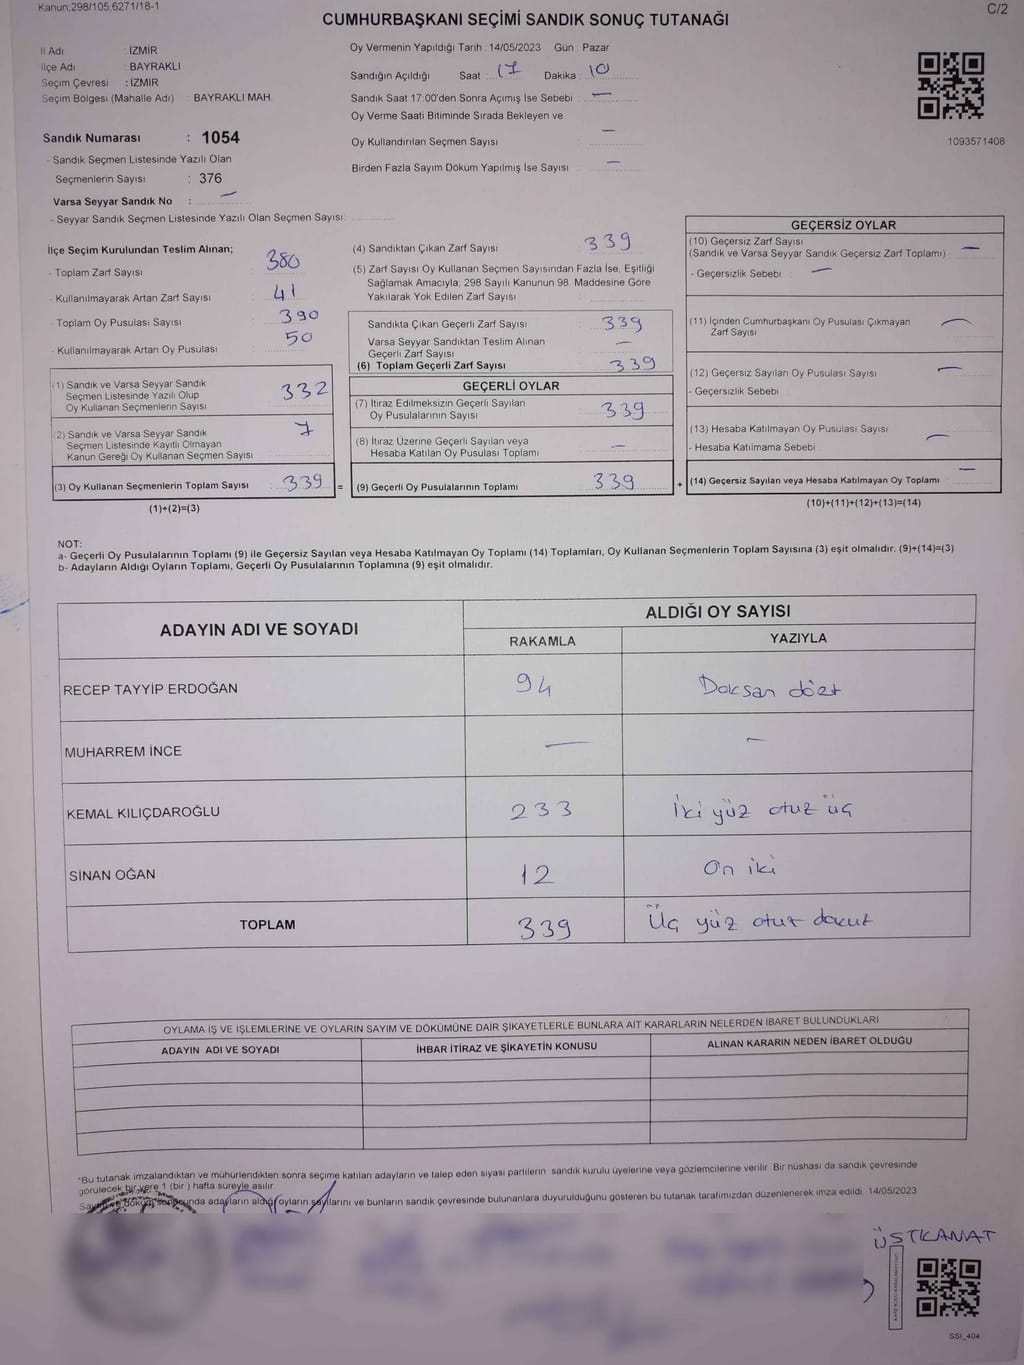 Kanun;298/105;6271/18-1
C/2
CUMHURBAŞKANI SEÇİMİ SANDIK SONUÇ TUTANAĞI
İl Adı : İZMİR
İlçe Adı : BAYRAKLI
Seçim Çevresi : İZMİR
Seçim Bölgesi (Mahalle Adı) : BAYRAKLI MAH.
Sandık Numarası : 1054
- Sandık Seçmen Listesinde Yazılı Olan
Seçmenlerin Sayısı : 376
Varsa Seyyar Sandık No : —
- Seyyar Sandık Seçmen Listesinde Yazılı Olan Seçmen Sayısı:
Oy Vermenin Yapıldığı Tarih : 14/05/2023 Gün : Pazar
Sandığın Açıldığı Saat : 17 Dakika : 10
Sandık Saat 17:00'den Sonra Açımış İse Sebebi : —
Oy Verme Saati Bitiminde Sırada Bekleyen ve
Oy Kullandırılan Seçmen Sayısı : —
Birden Fazla Sayım Döküm Yapılmış İse Sayısı : —
1093571408
İlçe Seçim Kurulundan Teslim Alınan;
- Toplam Zarf Sayısı : 380
- Kullanılmayarak Artan Zarf Sayısı : 41
- Toplam Oy Pusulası Sayısı : 390
- Kullanılmayarak Artan Oy Pusulası : 50
(1) Sandık ve Varsa Seyyar Sandık
Seçmen Listesinde Yazılı Olup
Oy Kullanan Seçmenlerin Sayısı : 332
(2) Sandık ve Varsa Seyyar Sandık
Seçmen Listesinde Kayıtlı Olmayan
Kanun Gereği Oy Kullanan Seçmen Sayısı : 7
(3) Oy Kullanan Seçmenlerin Toplam Sayısı : 339 =
(1)+(2)=(3)
(4) Sandıktan Çıkan Zarf Sayısı : 339
(5) Zarf Sayısı Oy Kullanan Seçmen Sayısından Fazla İse, Eşitliği
Sağlamak Amacıyla; 298 Sayılı Kanunun 98. Maddesine Göre
Yakılarak Yok Edilen Zarf Sayısı :
Sandıkta Çıkan Geçerli Zarf Sayısı : 339
Varsa Seyyar Sandıktan Teslim Alınan
Geçerli Zarf Sayısı : —
(6) Toplam Geçerli Zarf Sayısı : 339
GEÇERLİ OYLAR
(7) İtiraz Edilmeksizin Geçerli Sayılan
Oy Pusulalarının Sayısı : 339
(8) İtiraz Üzerine Geçerli Sayılan veya
Hesaba Katılan Oy Pusulası Toplamı : —
(9) Geçerli Oy Pusulalarının Toplamı : 339 +
GEÇERSİZ OYLAR
(10) Geçersiz Zarf Sayısı
(Sandık ve Varsa Seyyar Sandık Geçersiz Zarf Toplamı) : —
- Geçersizlik Sebebi : —
(11) İçinden Cumhurbaşkanı Oy Pusulası Çıkmayan
Zarf Sayısı : —
(12) Geçersiz Sayılan Oy Pusulası Sayısı : —
- Geçersizlik Sebebi :
(13) Hesaba Katılmayan Oy Pusulası Sayısı : —
- Hesaba Katılmama Sebebi :
(14) Geçersiz Sayılan veya Hesaba Katılmayan Oy Toplamı : —
(10)+(11)+(12)+(13)=(14)
NOT:
a- Geçerli Oy Pusulalarının Toplamı (9) ile Geçersiz Sayılan veya Hesaba Katılmayan Oy Toplamı (14) Toplamları, Oy Kullanan Seçmenlerin Toplam Sayısına (3) eşit olmalıdır. (9)+(14)=(3)
b- Adayların Aldığı Oyların Toplamı, Geçerli Oy Pusulalarının Toplamına (9) eşit olmalıdır.
ADAYIN ADI VE SOYADI
ALDIĞI OY SAYISI
RAKAMLA YAZIYLA
RECEP TAYYİP ERDOĞAN 94 Doksan dört
MUHARREM İNCE — —
KEMAL KILIÇDAROĞLU 233 İki yüz otuz üç
SİNAN OĞAN 12 On iki
TOPLAM 339 Üç yüz otuz dokuz
OYLAMA İŞ VE İŞLEMLERİNE VE OYLARIN SAYIM VE DÖKÜMÜNE DAİR ŞİKAYETLERLE BUNLARA AİT KARARLARIN NELERDEN İBARET BULUNDUKLARI
ADAYIN ADI VE SOYADI İHBAR İTİRAZ VE ŞİKAYETİN KONUSU ALINAN KARARIN NEDEN İBARET OLDUĞU
*Bu tutanak imzalandıktan ve mühürlendikten sonra seçime katılan adayların ve talep eden siyasi partilerin sandık kurulu üyelerine veya gözlemcilerine verilir. Bir nüshası da sandık çevresinde
görülecek bir yere 1 (bir ) hafta süreyle asılır.
adayların aldığı oyların sayılarını ve bunların sandık çevresinde bulunanlara duyurulduğunu gösteren bu tutanak tarafımızdan düzenlenerek imza edildi. 14/05/2023
ÜSTKANAT
SSI_404